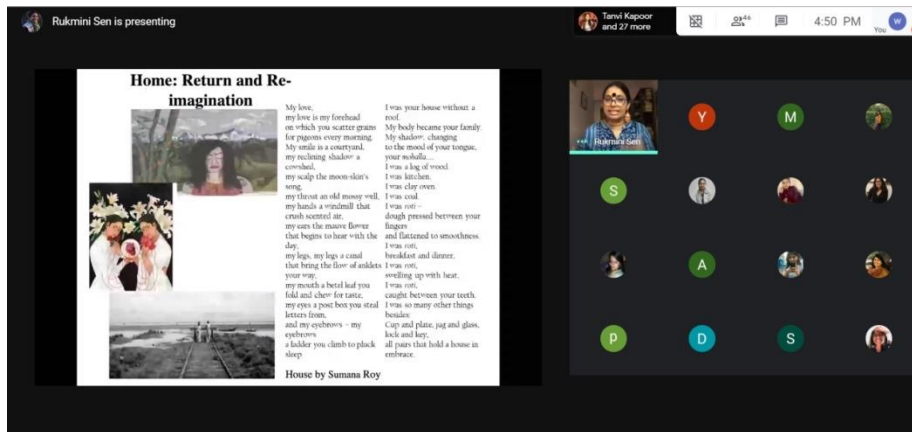 Rukmini Sen is presenting
Tanvi Kapoor
and 27 more
46
4:50 PM
You
W
Home: Return and Re-
imagination
My love,
my love is my forehead
on which you scatter grains
for pigeons every morning.
My smile is a courtyard,
my reclining shadow a
cowshed,
my scalp the moon-skin's
song,
my throat an old mossy well,
my hands a windmill that
crush scented air,
my ears the mauve flower
that begins to hear with the
day,
my legs, my legs a canal
that bring the flow of anklets
your way,
my mouth a betel leaf you
fold and chew for taste,
my eyes a post box you steal
letters from,
and my eyebrows – my
eyebrows
a ladder you climb to pluck
sleep
I was your house without a
roof.
My body became your family.
My shadow, changing
to the mood of your tongue,
your mohulla...
I was a log of wood
I was kitchen.
I was clay oven.
I was coal
I was roti –
dough pressed between your
fingers
and flattened to smoothness.
I was roti,
breakfast and dinner.
I was roti,
swelling up with heat.
I was roti,
caught between your teeth.
I was so many other things
besides:
Cup and plate, jug and glass,
lock and key,
all pairs that hold a house in
embrace.
House by Sumana Roy
Rukmini Sen
Y
M
S
A
P
D
S